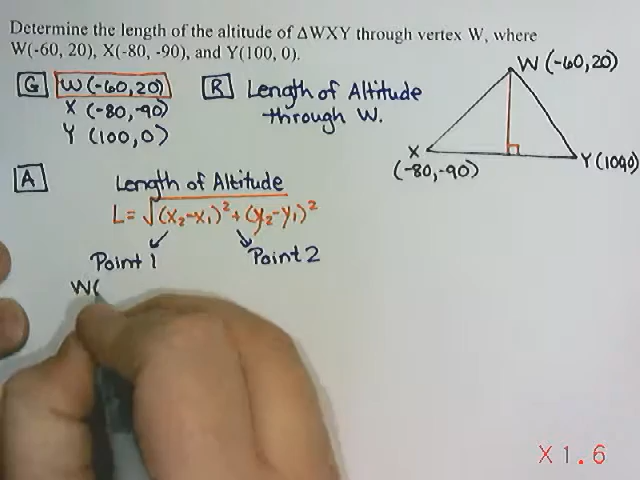 Determine the length of the altitude of ΔWXY through vertex W, where
W(-60, 20), X(-80, -90), and Y(100, 0).
G W(-60,20)
X (-80,-90)
Y (100,0)
R Length of Altitude
through W.
W(-60,20)
X
(-80,-90)
Y(100,0)
A Length of Altitude
L=√(x₂-x₁)²+(y₂-y₁)²
Point 1
Point 2
W(
X1.6